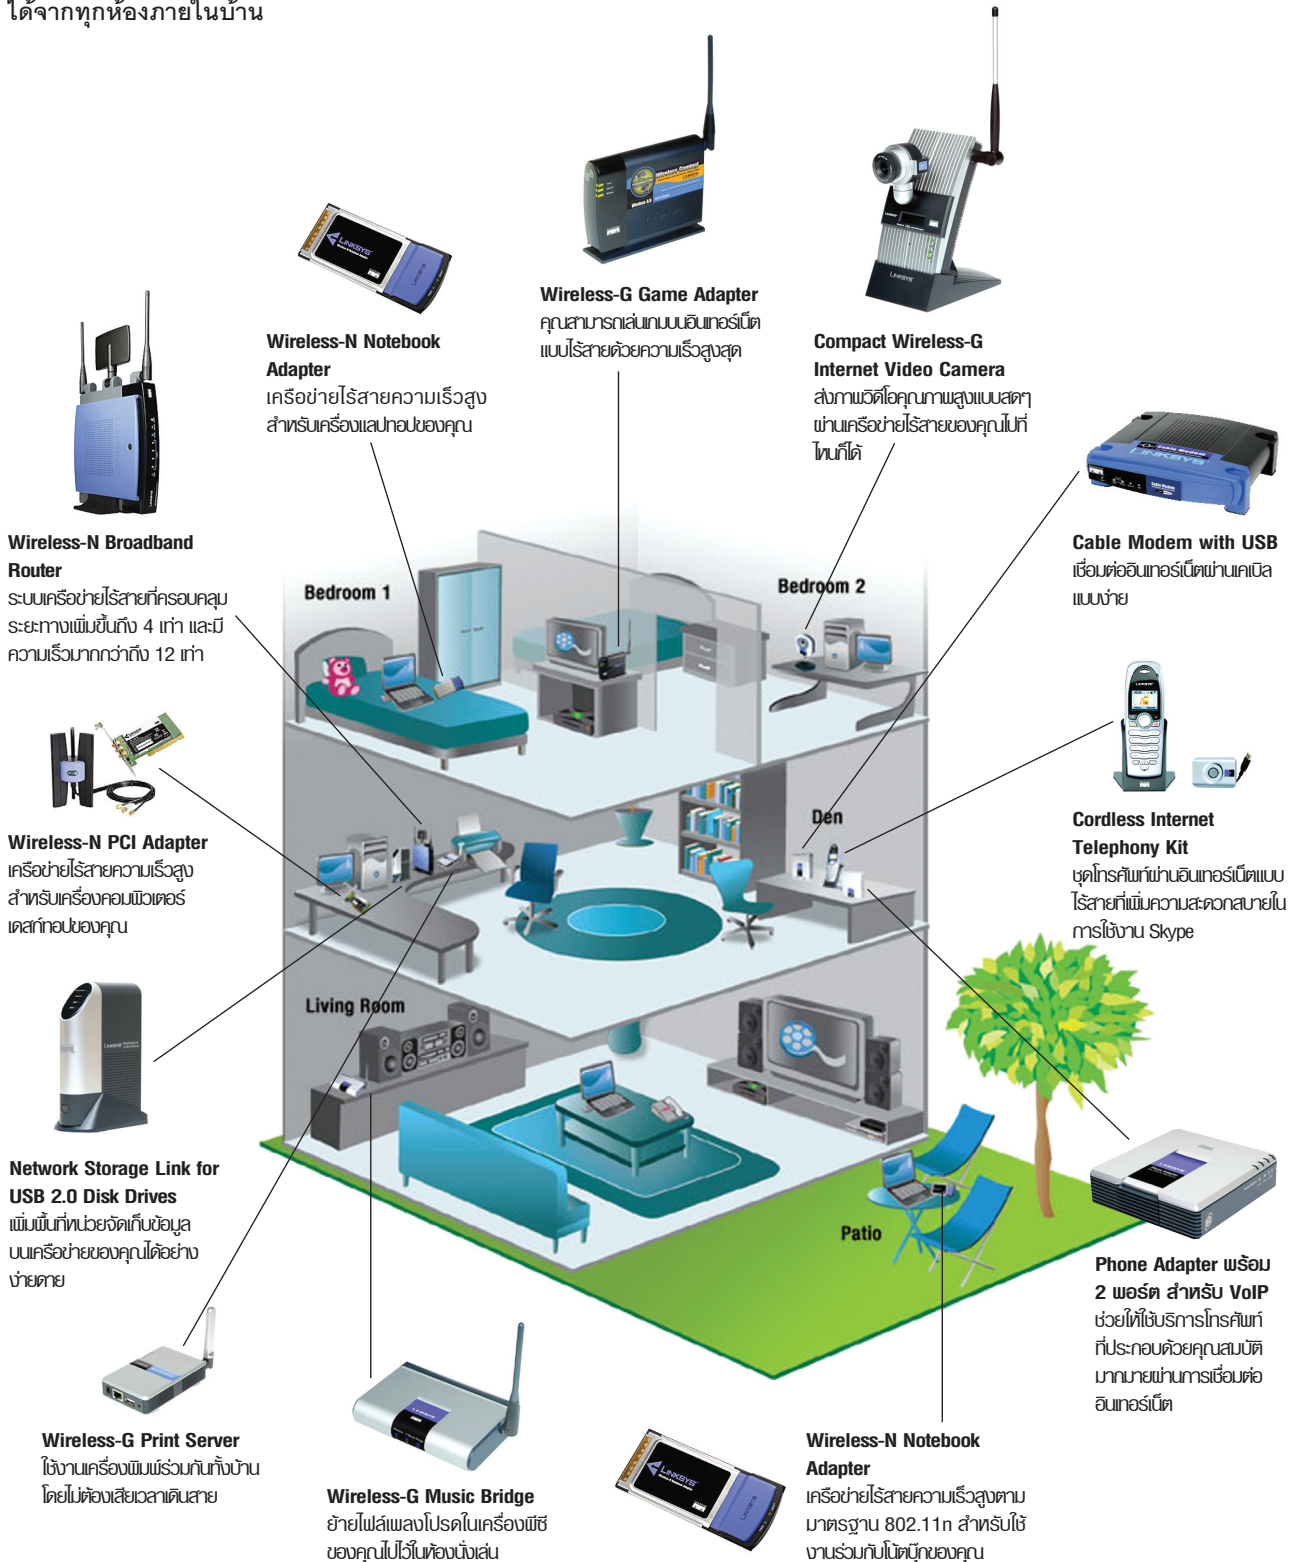 ได้จากทุกห้องภายในบ้าน
Wireless-G Game Adapter
คุณสามารถเล่นเกมบนอินเทอร์เน็ต
แบบไร้สายด้วยความเร็วสูงสุด
Wireless-N Notebook
Adapter
เครือข่ายไร้สายความเร็วสูง
สำหรับเครื่องแลปทอปของคุณ
Compact Wireless-G
Internet Video Camera
ส่งภาพวิดีโอคุณภาพสูงแบบสดๆ
ผ่านเครือข่ายไร้สายของคุณไปที่
ไหนก็ได้
Wireless-N Broadband
Router
ระบบเครือข่ายไร้สายที่ครอบคลุม
ระยะทางเพิ่มขึ้นถึง 4 เท่า และมี
ความเร็วมากกว่าถึง 12 เท่า
Cable Modem with USB
เชื่อมต่ออินเทอร์เน็ตผ่านเคเบิล
แบบง่าย
Bedroom 1
Bedroom 2
Wireless-N PCI Adapter
เครือข่ายไร้สายความเร็วสูง
สำหรับเครื่องคอมพิวเตอร์
เดสก์ทอปของคุณ
Den
Cordless Internet
Telephony Kit
ชุดโทรศัพท์ผ่านอินเทอร์เน็ตแบบ
ไร้สายที่เพิ่มความสะดวกสบายใน
การใช้งาน Skype
Living Room
Network Storage Link for
USB 2.0 Disk Drives
เพิ่มพื้นที่หน่วยจัดเก็บข้อมูล
บนเครือข่ายของคุณได้อย่าง
ง่ายดาย
Patio
Phone Adapter พร้อม
2 พอร์ต สำหรับ VoIP
ช่วยให้ใช้บริการโทรศัพท์
ที่ประกอบด้วยคุณสมบัติ
มากมายผ่านการเชื่อมต่อ
อินเทอร์เน็ต
Wireless-G Print Server
ใช้งานเครื่องพิมพ์ร่วมกันทั้งบ้าน
โดยไม่ต้องเสียเวลาเดินสาย
Wireless-G Music Bridge
ย้ายไฟล์เพลงโปรดในเครื่องพีซี
ของคุณไปไว้ในห้องนั่งเล่น
Wireless-N Notebook
Adapter
เครือข่ายไร้สายความเร็วสูงตาม
มาตรฐาน 802.11n สำหรับใช้
งานร่วมกับโน้ตบุ๊กของคุณ
LINKSYS
LINKSYS
LINKSYS
Cable Modem